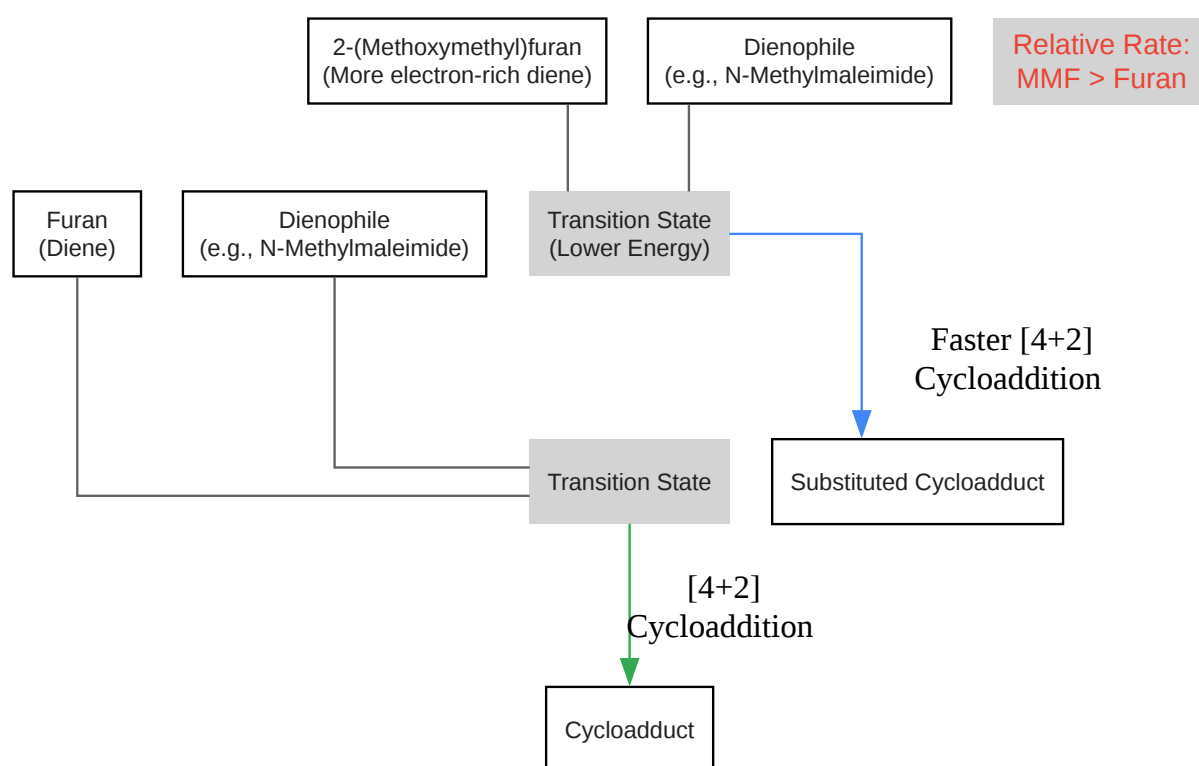 2-(Methoxymethyl)furan
(More electron-rich diene)
Dienophile
(e.g., N-Methylmaleimide)
Relative Rate:
MMF > Furan
Furan
(Diene)
Dienophile
(e.g., N-Methylmaleimide)
Transition State
(Lower Energy)
Faster [4+2]
Cycloaddition
Transition State
Substituted Cycloadduct
[4+2]
Cycloaddition
Cycloadduct